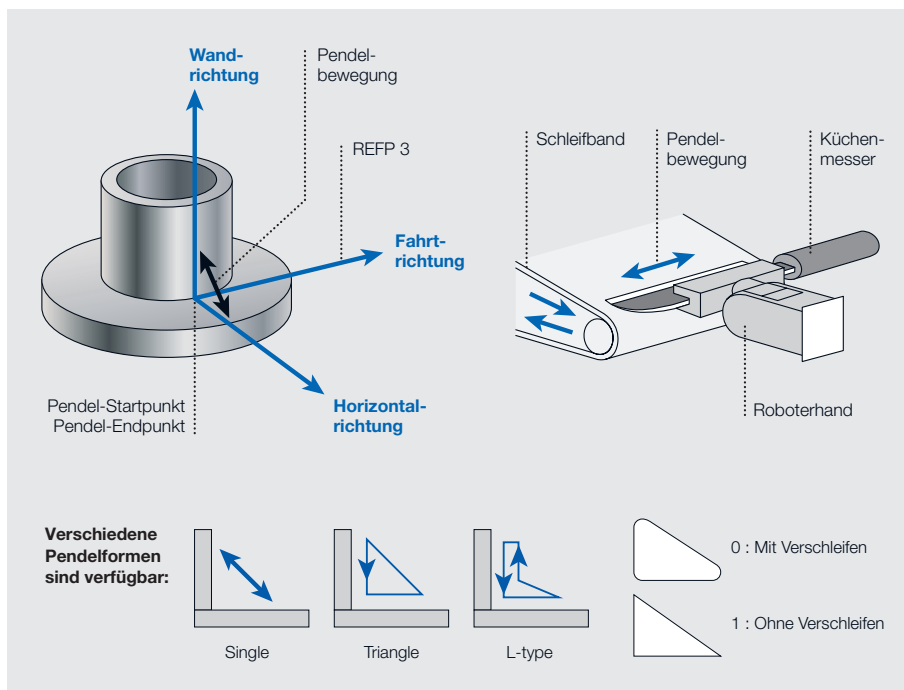 Wand-
richtung
Pendel-
bewegung
REFP 3
Fahrt-
richtung
Horizontal-
richtung
Pendel-Startpunkt
Pendel-Endpunkt
Schleifband
Pendel-
bewegung
Küchen-
messer
Roboterhand
Verschiedene
Pendelformen
sind verfügbar:
Single
Triangle
L-type
0 : Mit Verschleifen
1 : Ohne Verschleifen